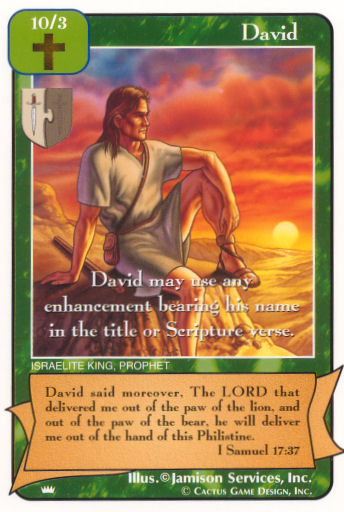 10/3
David
David may use any
enhancement bearing his name
in the title or Scripture verse.
ISRAELITE KING, PROPHET
David said moreover, The LORD that
delivered me out of the paw of the lion, and
out of the paw of the bear, he will deliver
me out of the hand of this Philistine.
I Samuel 17:37
Illus.©Jamison Services, Inc.
© CACTUS GAME DESIGN, INC.